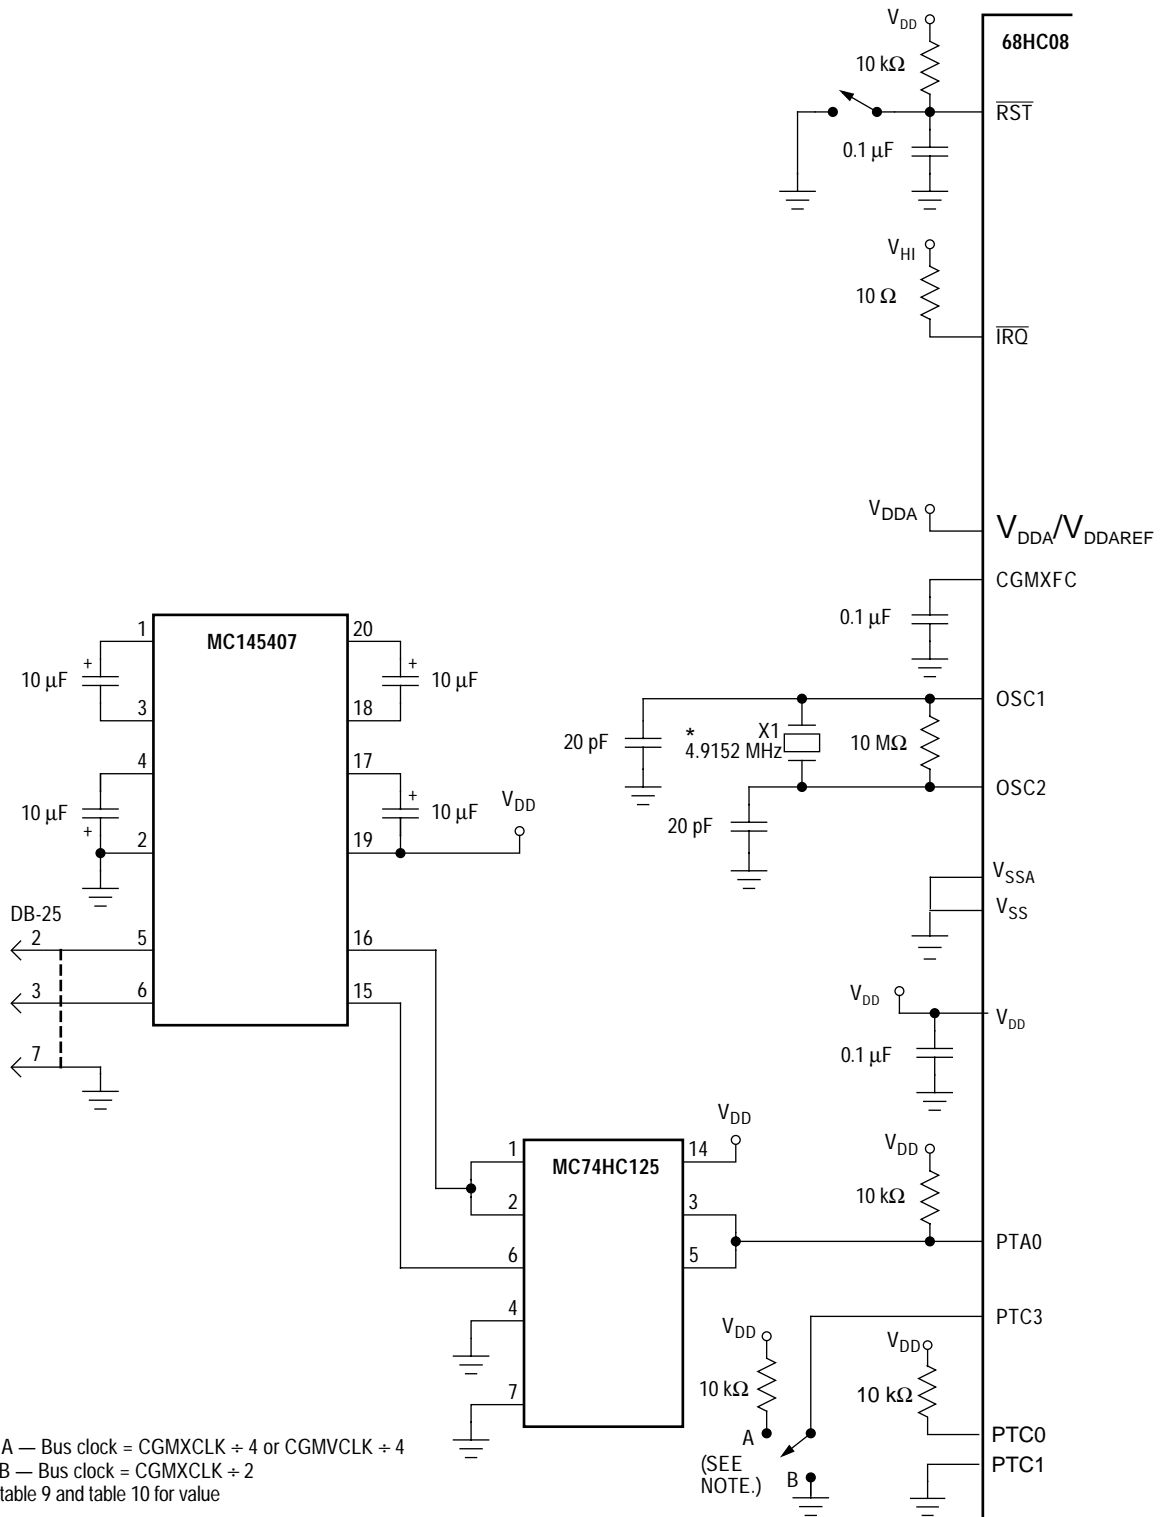 V_DD
68HC08
10 kΩ
RST
0.1 µF
V_HI
10 Ω
IRQ
V_DDA
V_DDA/V_DDAREF
CGMXFC
0.1 µF
1
MC145407
20
+
10 µF
+
10 µF
3
18
OSC1
4
17
20 pF
*
X1
4.9152 MHz
10 MΩ
10 µF
+
+
10 µF
V_DD
OSC2
20 pF
2
19
V_SSA
V_SS
DB-25
2
5
16
3
6
15
V_DD
V_DD
7
0.1 µF
V_DD
1
MC74HC125
14
V_DD
10 kΩ
2
3
PTA0
6
5
4
PTC3
V_DD
V_DD
7
10 kΩ
10 kΩ
A
PTC0
(SEE
NOTE.)
B
PTC1
A — Bus clock = CGMXCLK ÷ 4 or CGMVCLK ÷ 4
B — Bus clock = CGMXCLK ÷ 2
table 9 and table 10 for value